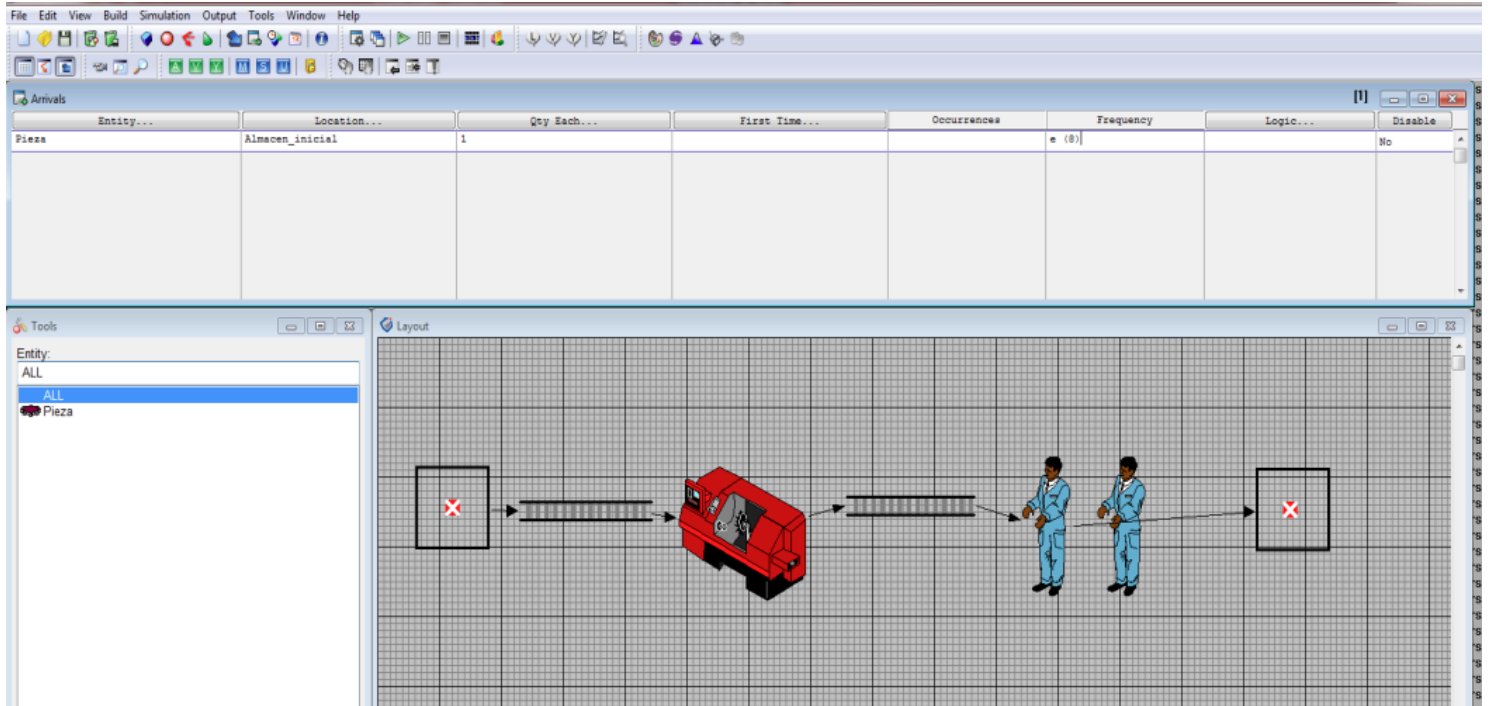 File Edit View Build Simulation Output Tools Window Help
Arrivals [1]
Entity... Location... Qty Each... First Time... Occurrences Frequency Logic... Disable
Pieza Almacen_inicial 1 e (8) No
Tools
Layout
Entity:
ALL
ALL
Pieza